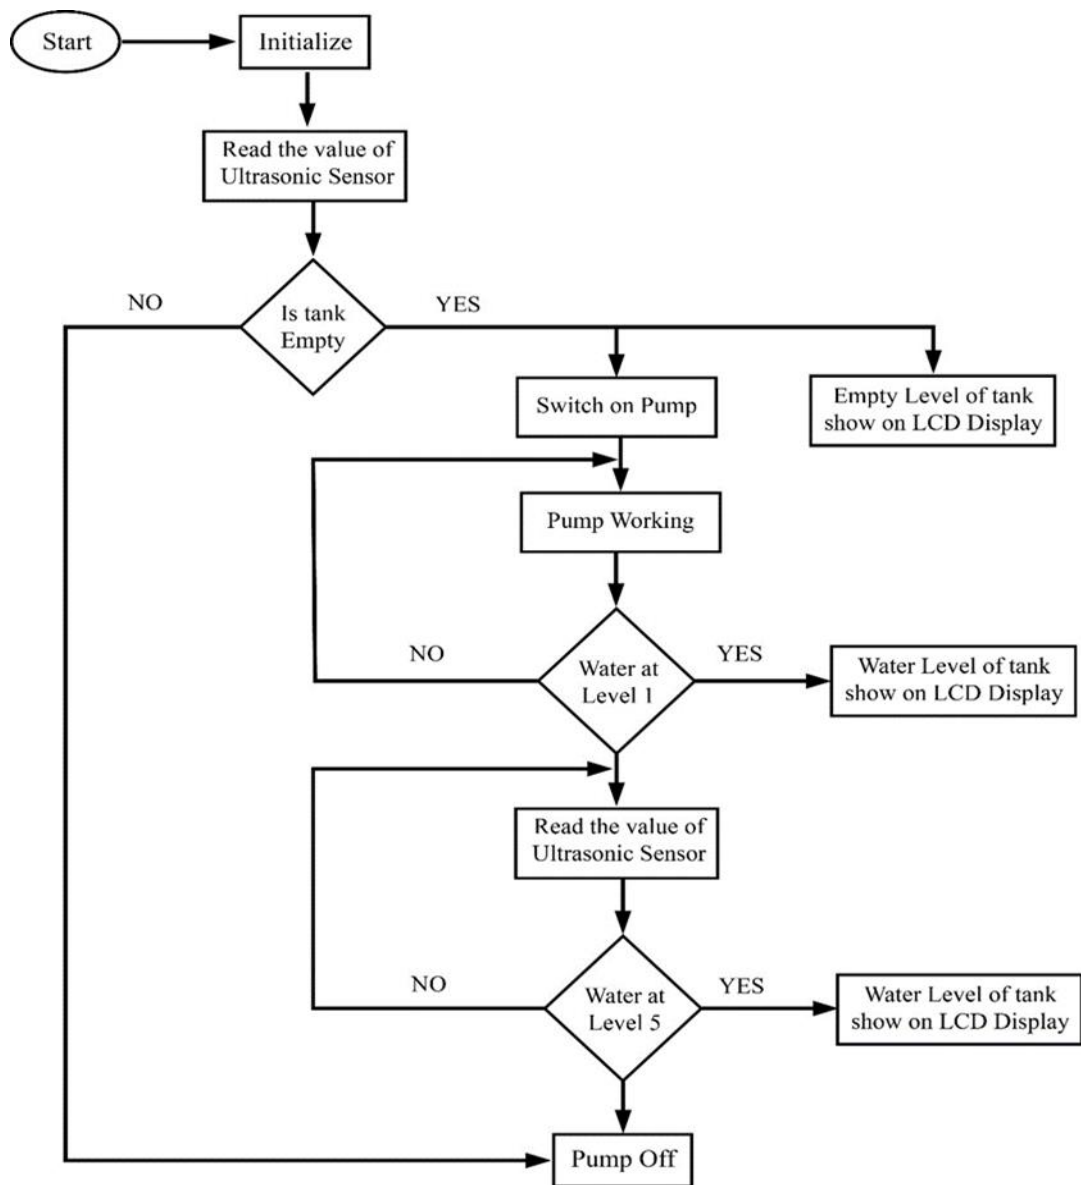 Start
Initialize
Read the value of
Ultrasonic Sensor
NO
YES
Is tank
Empty
Switch on Pump
Empty Level of tank
show on LCD Display
Pump Working
NO
Water at
Level 1
YES
Water Level of tank
show on LCD Display
Read the value of
Ultrasonic Sensor
NO
Water at
Level 5
YES
Water Level of tank
show on LCD Display
Pump Off